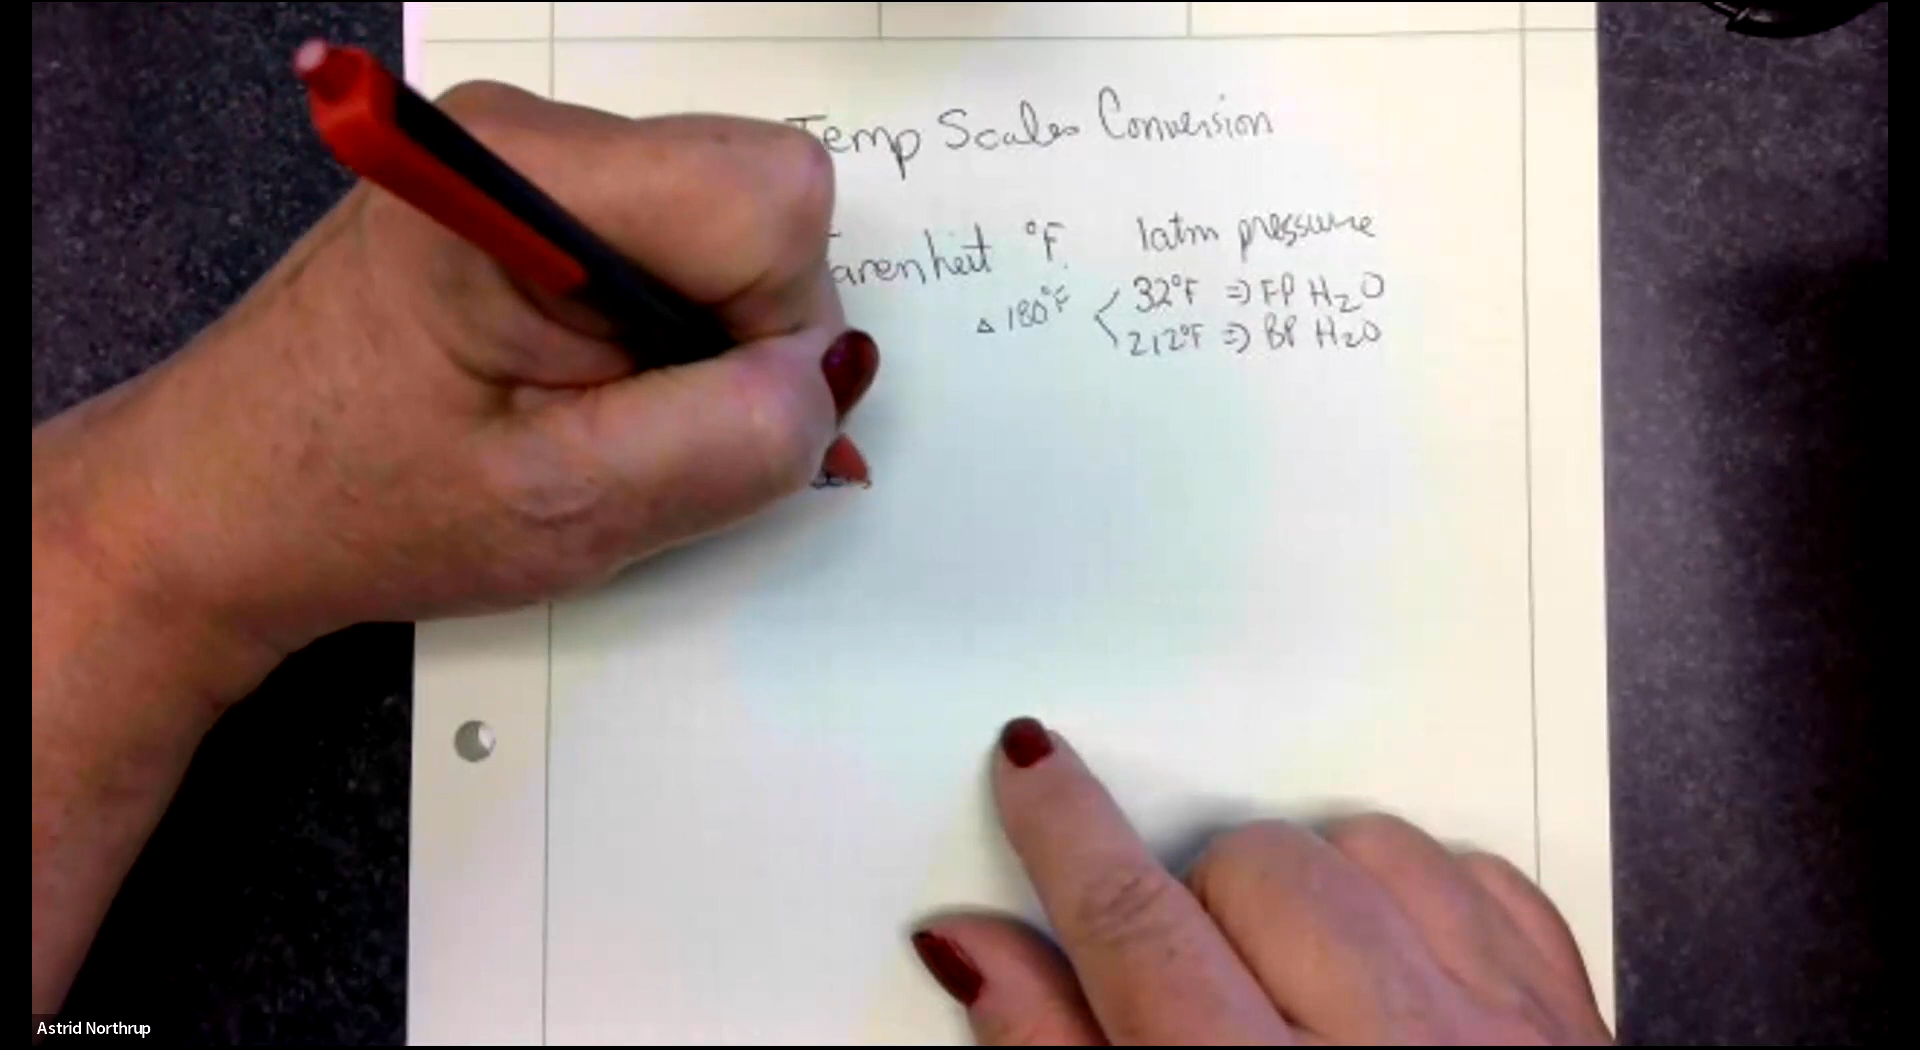 Temp Scales Conversion
arenheit °F. 1atm pressure
△ 180°F < 32°F => FP H2O
212°F => BP H2O
Astrid Northrup